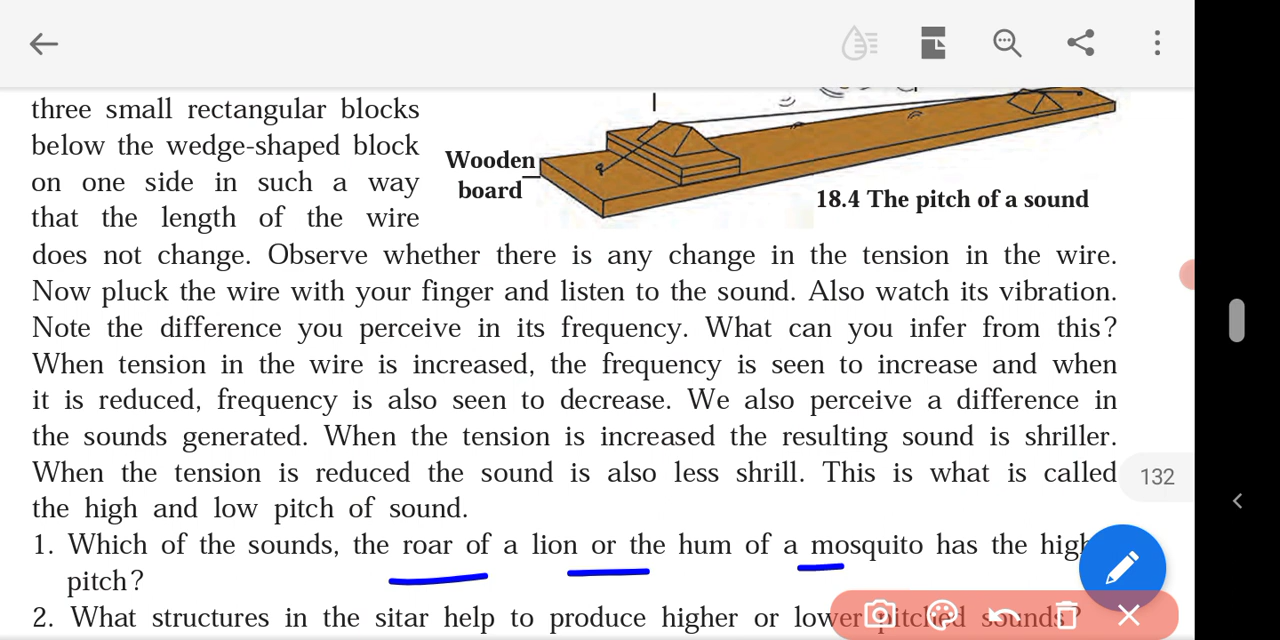 three small rectangular blocks
below the wedge-shaped block
on one side in such a way
that the length of the wire
Wooden
board
18.4 The pitch of a sound
does not change. Observe whether there is any change in the tension in the wire.
Now pluck the wire with your finger and listen to the sound. Also watch its vibration.
Note the difference you perceive in its frequency. What can you infer from this?
When tension in the wire is increased, the frequency is seen to increase and when
it is reduced, frequency is also seen to decrease. We also perceive a difference in
the sounds generated. When the tension is increased the resulting sound is shriller.
When the tension is reduced the sound is also less shrill. This is what is called
132
the high and low pitch of sound.
1. Which of the sounds, the roar of a lion or the hum of a mosquito has the high
pitch?
2. What structures in the sitar help to produce higher or lower pitched sounds?